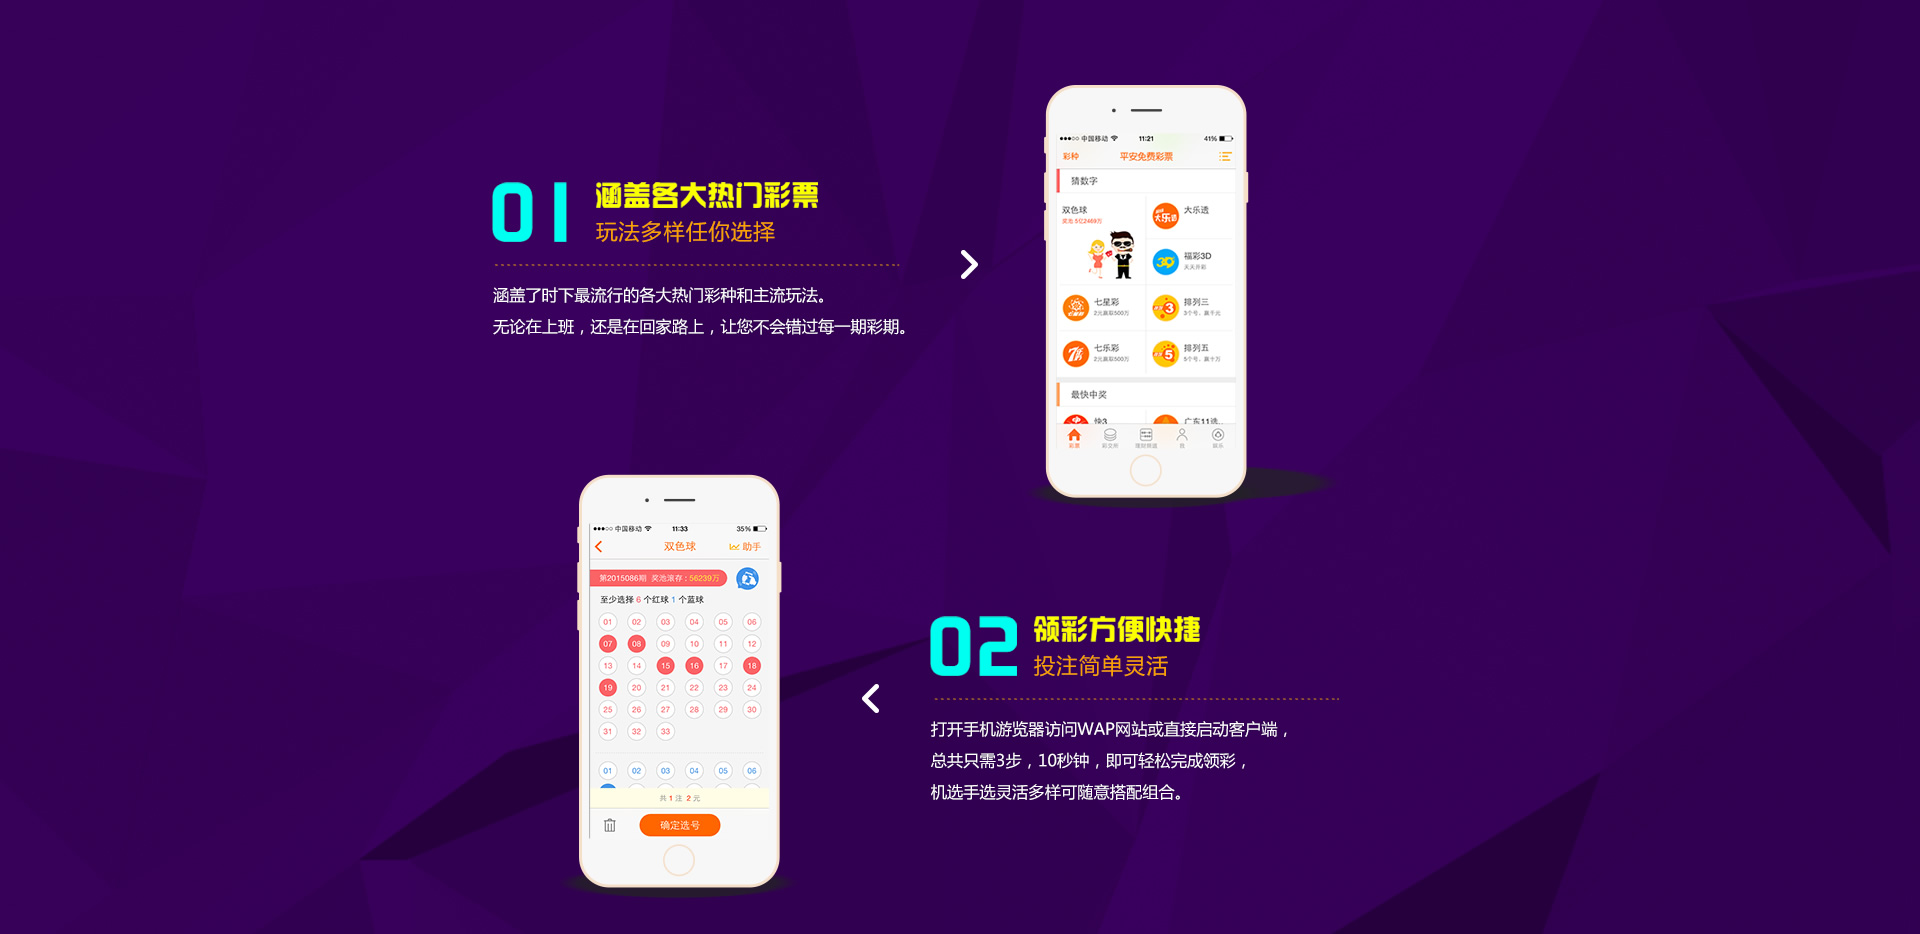 01
涵盖各大热门彩票
玩法多样任你选择
涵盖了时下最流行的各大热门彩种和主流玩法。
无论在上班，还是在回家路上，让您不会错过每一期彩期。
中国移动 11:21 41%
彩种 平安免费彩票
猜数字
双色球
奖池 5亿2469万
大乐透
大乐透
福彩3D
天天开彩
3D
七星彩
2元赢取500万
排列三
3个号，赢千元
3
七乐彩
2元赢取500万
排列五
5个号，赢十万
5
最快中奖
快3
广东11选...
彩票 彩交所 我
娱乐
中国移动 11:33 35%
双色球 助手
第2015086期 奖池滚存：56239万
至少选择 6 个红球 1 个蓝球
01 02 03 04 05 06
07 08 09 10 11 12
13 14 15 16 17 18
19 20 21 22 23 24
25 26 27 28 29 30
31 32 33
01 02 03 04 05 06
共 1 注 2 元
确定选号
02
领彩方便快捷
投注简单灵活
打开手机游览器访问WAP网站或直接启动客户端，
总共只需3步，10秒钟，即可轻松完成领彩，
机选手选灵活多样可随意搭配组合。